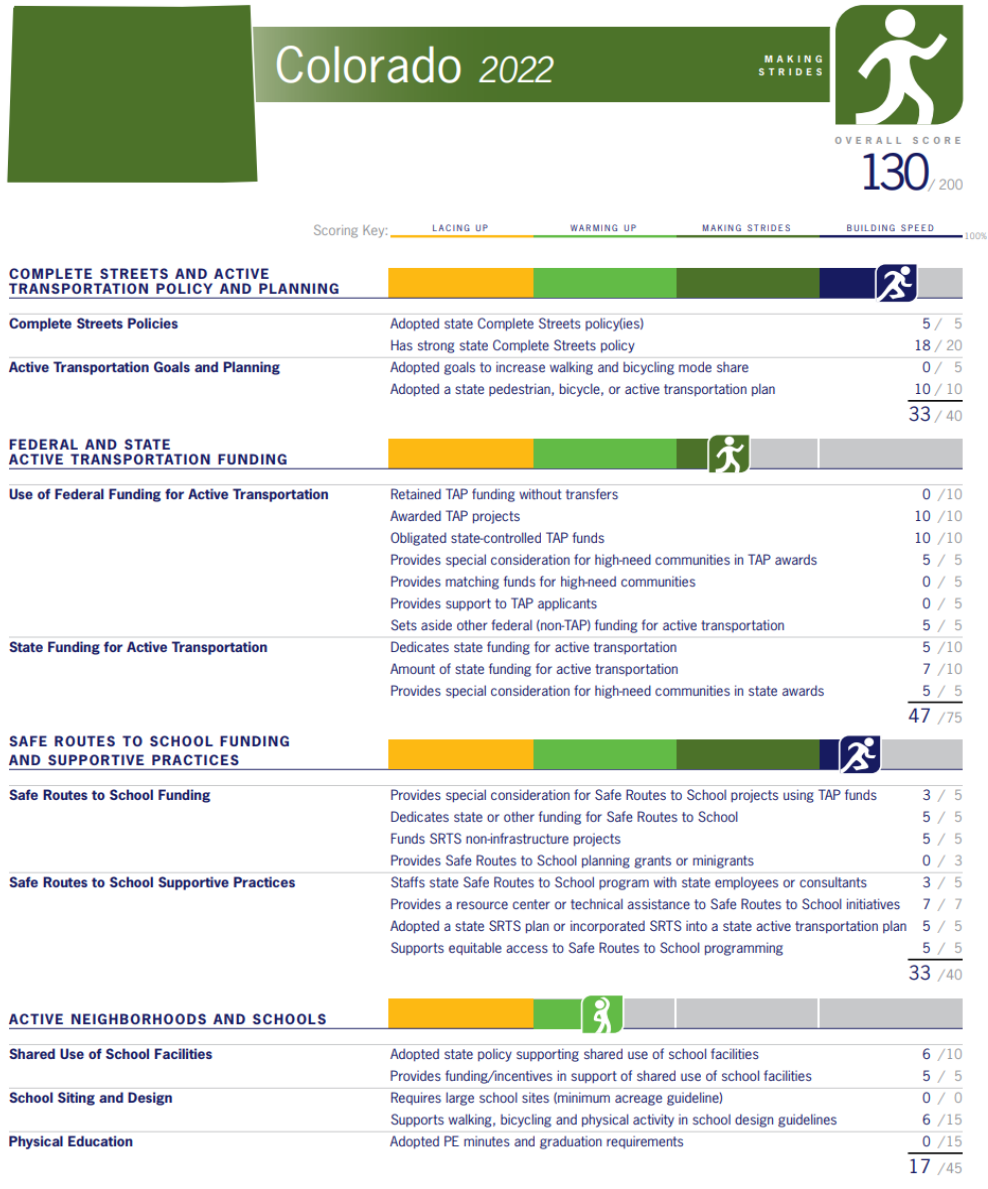 Colorado 2022
MAKING
STRIDES
OVERALL SCORE
130/ 200
Scoring Key: LACING UP WARMING UP MAKING STRIDES BUILDING SPEED 100%
COMPLETE STREETS AND ACTIVE
TRANSPORTATION POLICY AND PLANNING
Complete Streets Policies Adopted state Complete Streets policy(ies) 5 / 5
Has strong state Complete Streets policy 18 / 20
Active Transportation Goals and Planning Adopted goals to increase walking and bicycling mode share 0 / 5
Adopted a state pedestrian, bicycle, or active transportation plan 10 / 10
33 / 40
FEDERAL AND STATE
ACTIVE TRANSPORTATION FUNDING
Use of Federal Funding for Active Transportation Retained TAP funding without transfers 0 /10
Awarded TAP projects 10 /10
Obligated state-controlled TAP funds 10 /10
Provides special consideration for high-need communities in TAP awards 5 / 5
Provides matching funds for high-need communities 0 / 5
Provides support to TAP applicants 0 / 5
Sets aside other federal (non-TAP) funding for active transportation 5 / 5
State Funding for Active Transportation Dedicates state funding for active transportation 5 /10
Amount of state funding for active transportation 7 /10
Provides special consideration for high-need communities in state awards 5 / 5
47 /75
SAFE ROUTES TO SCHOOL FUNDING
AND SUPPORTIVE PRACTICES
Safe Routes to School Funding Provides special consideration for Safe Routes to School projects using TAP funds 3 / 5
Dedicates state or other funding for Safe Routes to School 5 / 5
Funds SRTS non-infrastructure projects 5 / 5
Provides Safe Routes to School planning grants or minigrants 0 / 3
Safe Routes to School Supportive Practices Staffs state Safe Routes to School program with state employees or consultants 3 / 5
Provides a resource center or technical assistance to Safe Routes to School initiatives 7 / 7
Adopted a state SRTS plan or incorporated SRTS into a state active transportation plan 5 / 5
Supports equitable access to Safe Routes to School programming 5 / 5
33 /40
ACTIVE NEIGHBORHOODS AND SCHOOLS
Shared Use of School Facilities Adopted state policy supporting shared use of school facilities 6 /10
Provides funding/incentives in support of shared use of school facilities 5 / 5
School Siting and Design Requires large school sites (minimum acreage guideline) 0 / 0
Supports walking, bicycling and physical activity in school design guidelines 6 /15
Physical Education Adopted PE minutes and graduation requirements 0 /15
17 /45